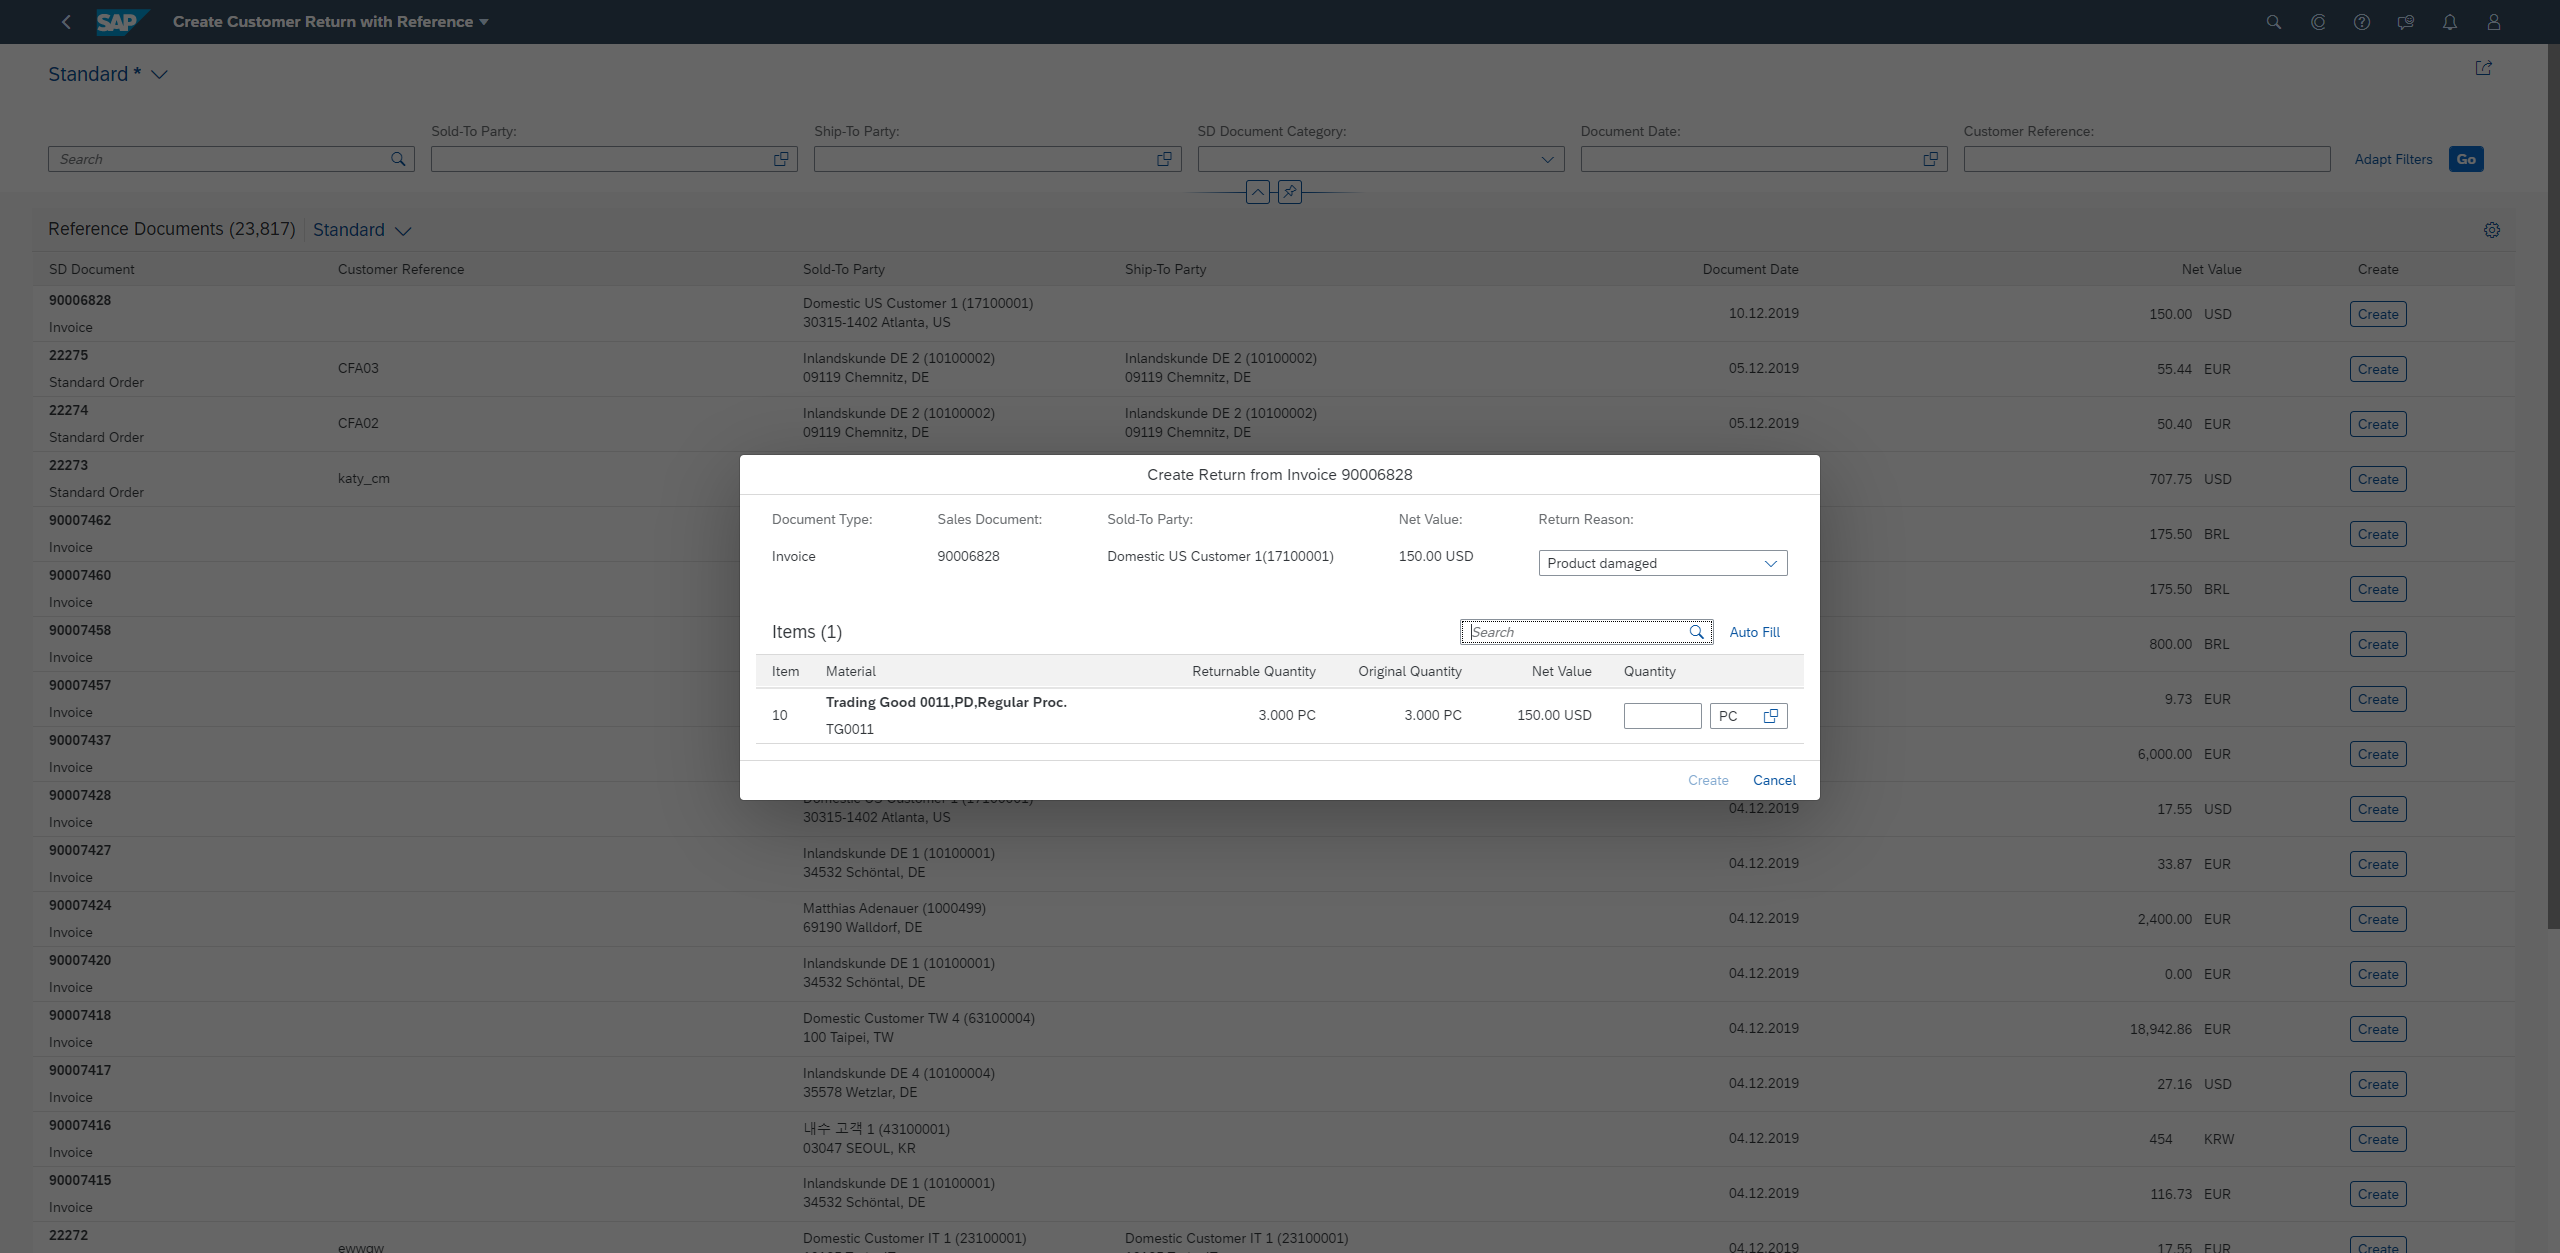 SAP
Create Customer Return with Reference
Standard *
Search
Sold-To Party:
Ship-To Party:
SD Document Category:
Document Date:
Customer Reference:
Adapt Filters
Go
Reference Documents (23,817)
Standard
SD Document Customer Reference Sold-To Party Ship-To Party Document Date Net Value Create
90006828
Invoice
Domestic US Customer 1 (17100001)
30315-1402 Atlanta, US
10.12.2019
150.00 USD
Create
22275
Standard Order
CFA03
Inlandskunde DE 2 (10100002)
09119 Chemnitz, DE
Inlandskunde DE 2 (10100002)
09119 Chemnitz, DE
05.12.2019
55.44 EUR
Create
22274
Standard Order
CFA02
Inlandskunde DE 2 (10100002)
09119 Chemnitz, DE
Inlandskunde DE 2 (10100002)
09119 Chemnitz, DE
05.12.2019
50.40 EUR
Create
22273
Standard Order
katy_cm
707.75 USD
Create
90007462
Invoice
175.50 BRL
Create
90007460
Invoice
175.50 BRL
Create
90007458
Invoice
800.00 BRL
Create
90007457
Invoice
9.73 EUR
Create
90007437
Invoice
6,000.00 EUR
Create
Create Return from Invoice 90006828
Document Type: Sales Document: Sold-To Party: Net Value: Return Reason:
Invoice 90006828 Domestic US Customer 1(17100001) 150.00 USD Product damaged
Items (1)
Search
Auto Fill
Item Material Returnable Quantity Original Quantity Net Value Quantity
10
Trading Good 0011,PD,Regular Proc.
TG0011
3.000 PC
3.000 PC
150.00 USD
PC
Create Cancel
90007428
Invoice
Domestic US Customer 1 (17100001)
30315-1402 Atlanta, US
04.12.2019
17.55 USD
Create
90007427
Invoice
Inlandskunde DE 1 (10100001)
34532 Schöntal, DE
04.12.2019
33.87 EUR
Create
90007424
Invoice
Matthias Adenauer (1000499)
69190 Walldorf, DE
04.12.2019
2,400.00 EUR
Create
90007420
Invoice
Inlandskunde DE 1 (10100001)
34532 Schöntal, DE
04.12.2019
0.00 EUR
Create
90007418
Invoice
Domestic Customer TW 4 (63100004)
100 Taipei, TW
04.12.2019
18,942.86 EUR
Create
90007417
Invoice
Inlandskunde DE 4 (10100004)
35578 Wetzlar, DE
04.12.2019
27.16 USD
Create
90007416
Invoice
내수 고객 1 (43100001)
03047 SEOUL, KR
04.12.2019
454 KRW
Create
90007415
Invoice
Inlandskunde DE 1 (10100001)
34532 Schöntal, DE
04.12.2019
116.73 EUR
Create
22272
Domestic Customer IT 1 (23100001)
Domestic Customer IT 1 (23100001)
04.12.2019
17.55 EUR
Create